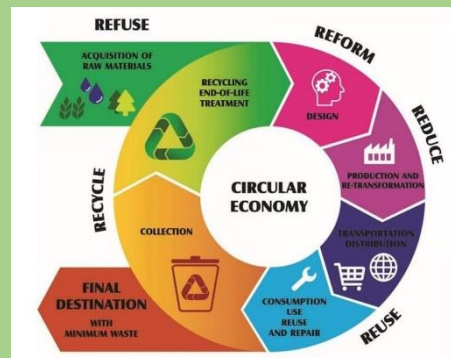 REFUSE
ACQUISITION OF
RAW MATERIALS
RECYCLING
END-OF-LIFE
TREATMENT
REFORM
DESIGN
REDUCE
PRODUCTION AND
RE-TRANSFORMATION
TRANSPORTATION
DISTRIBUTION
REUSE
CONSUMPTION
USE
REUSE
AND REPAIR
CIRCULAR
ECONOMY
RECYCLE
COLLECTION
FINAL
DESTINATION
WITH
MINIMUM WASTE